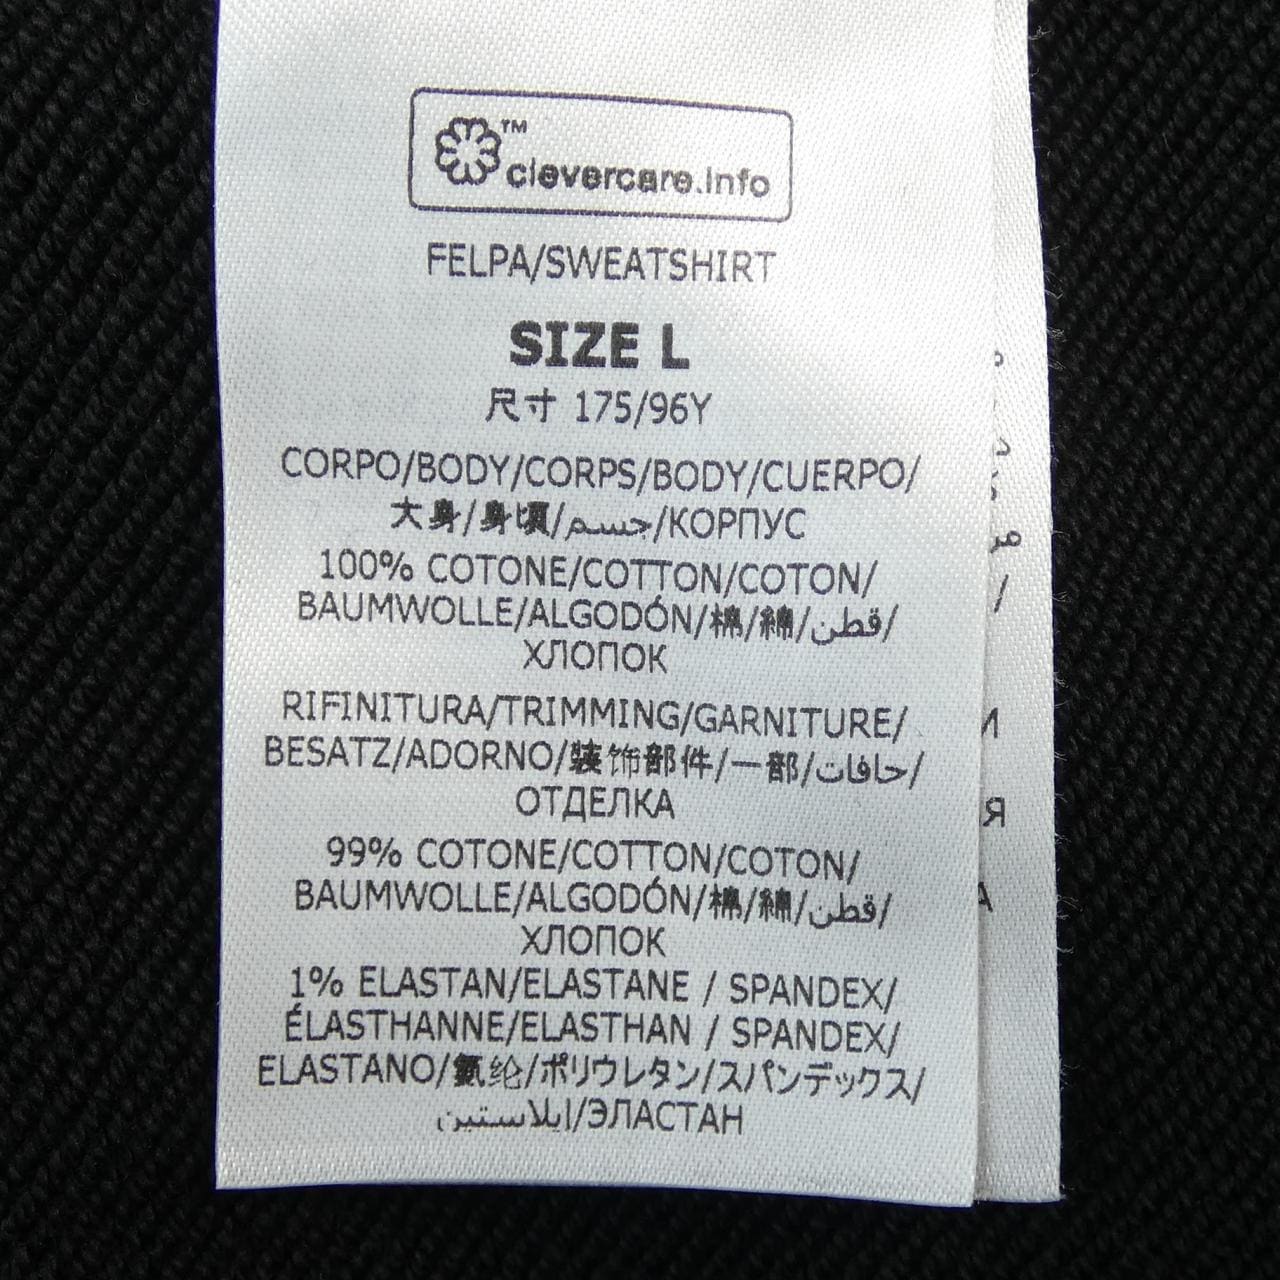 ™
clevercare.info
FELPA/SWEATSHIRT
SIZE L
尺寸 175/96Y
CORPO/BODY/CORPS/BODY/CUERPO/
大身/身頃/جسم/КОРПУС
100% COTONE/COTTON/COTON/
BAUMWOLLE/ALGODÓN/棉/綿/قطن/
ХЛОПОК
RIFINITURA/TRIMMING/GARNITURE/
BESATZ/ADORNO/装饰部件/一部/حافات/
ОТДЕЛКА
99% COTONE/COTTON/COTON/
BAUMWOLLE/ALGODÓN/棉/綿/قطن/
ХЛОПОК
1% ELASTAN/ELASTANE / SPANDEX/
ÉLASTHANNE/ELASTHAN / SPANDEX/
ELASTANO/氨纶/ポリウレタン/スパンデックス/
إيلاستين/ЭЛАСТАН